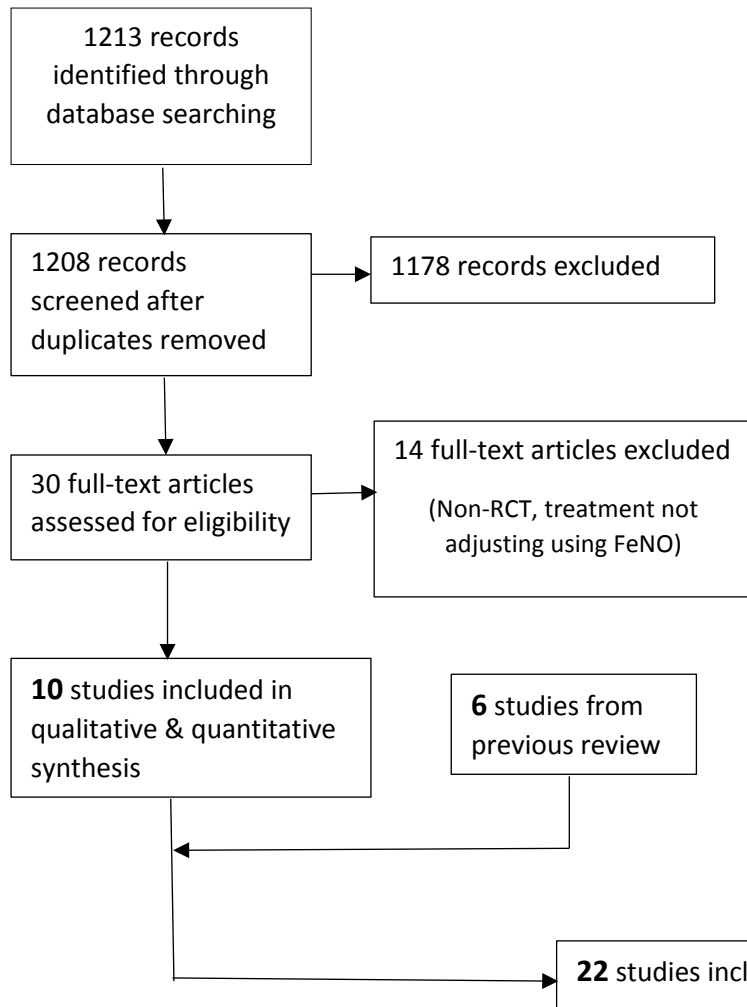 1213 records
identified through
database searching
1208 records
screened after
duplicates removed
1178 records excluded
30 full-text articles
assessed for eligibility
14 full-text articles excluded
(Non-RCT, treatment not
adjusting using FeNO)
10 studies included in
qualitative & quantitative
synthesis
6 studies from
previous review
22 studies incl